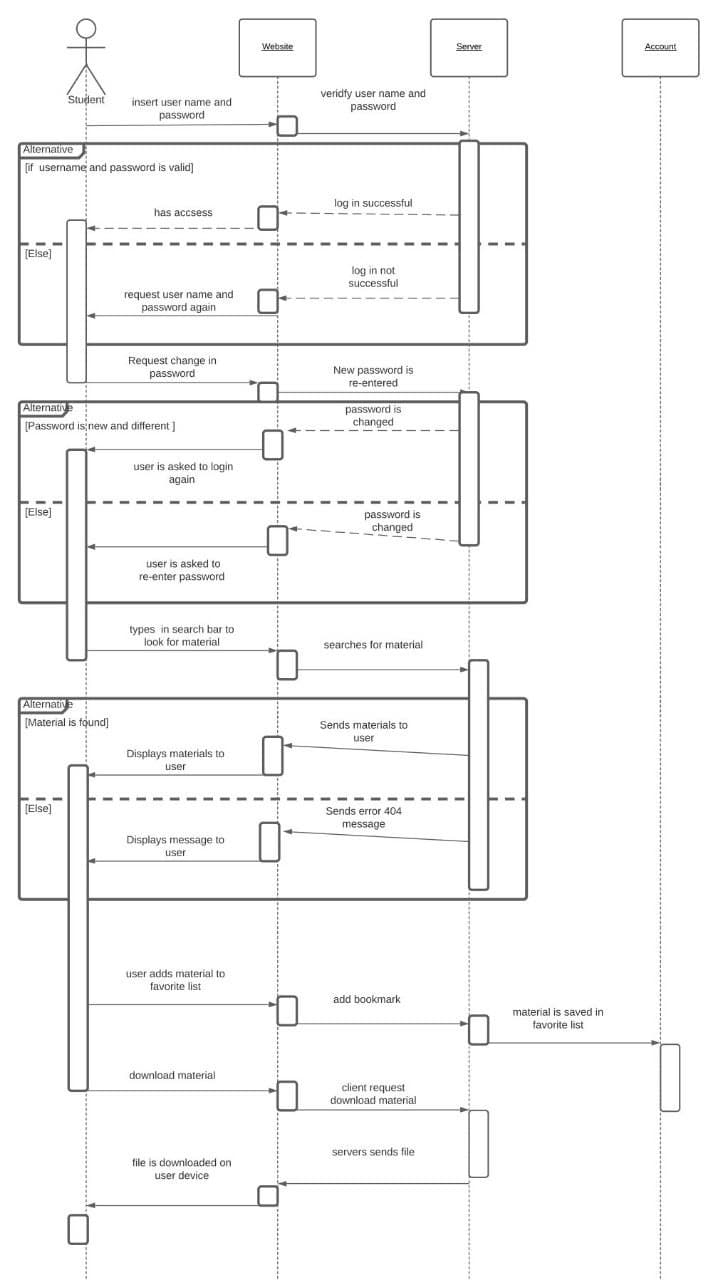 Website
Server
Account
Student
insert user name and
password
veridfy user name and
password
Alternative
[if  username and password is valid]
log in successful
has accsess
[Else]
log in not
successful
request user name and
password again
Request change in
password
New password is
re-entered
Alternative
password is
changed
[Password is new and different ]
user is asked to login
again
[Else]
password is
changed
user is asked to
re-enter password
types  in search bar to
look for material
searches for material
Alternative
[Material is found]
Sends materials to
user
Displays materials to
user
[Else]
Sends error 404
message
Displays message to
user
user adds material to
favorite list
add bookmark
material is saved in
favorite list
download material
client request
download material
servers sends file
file is downloaded on
user device